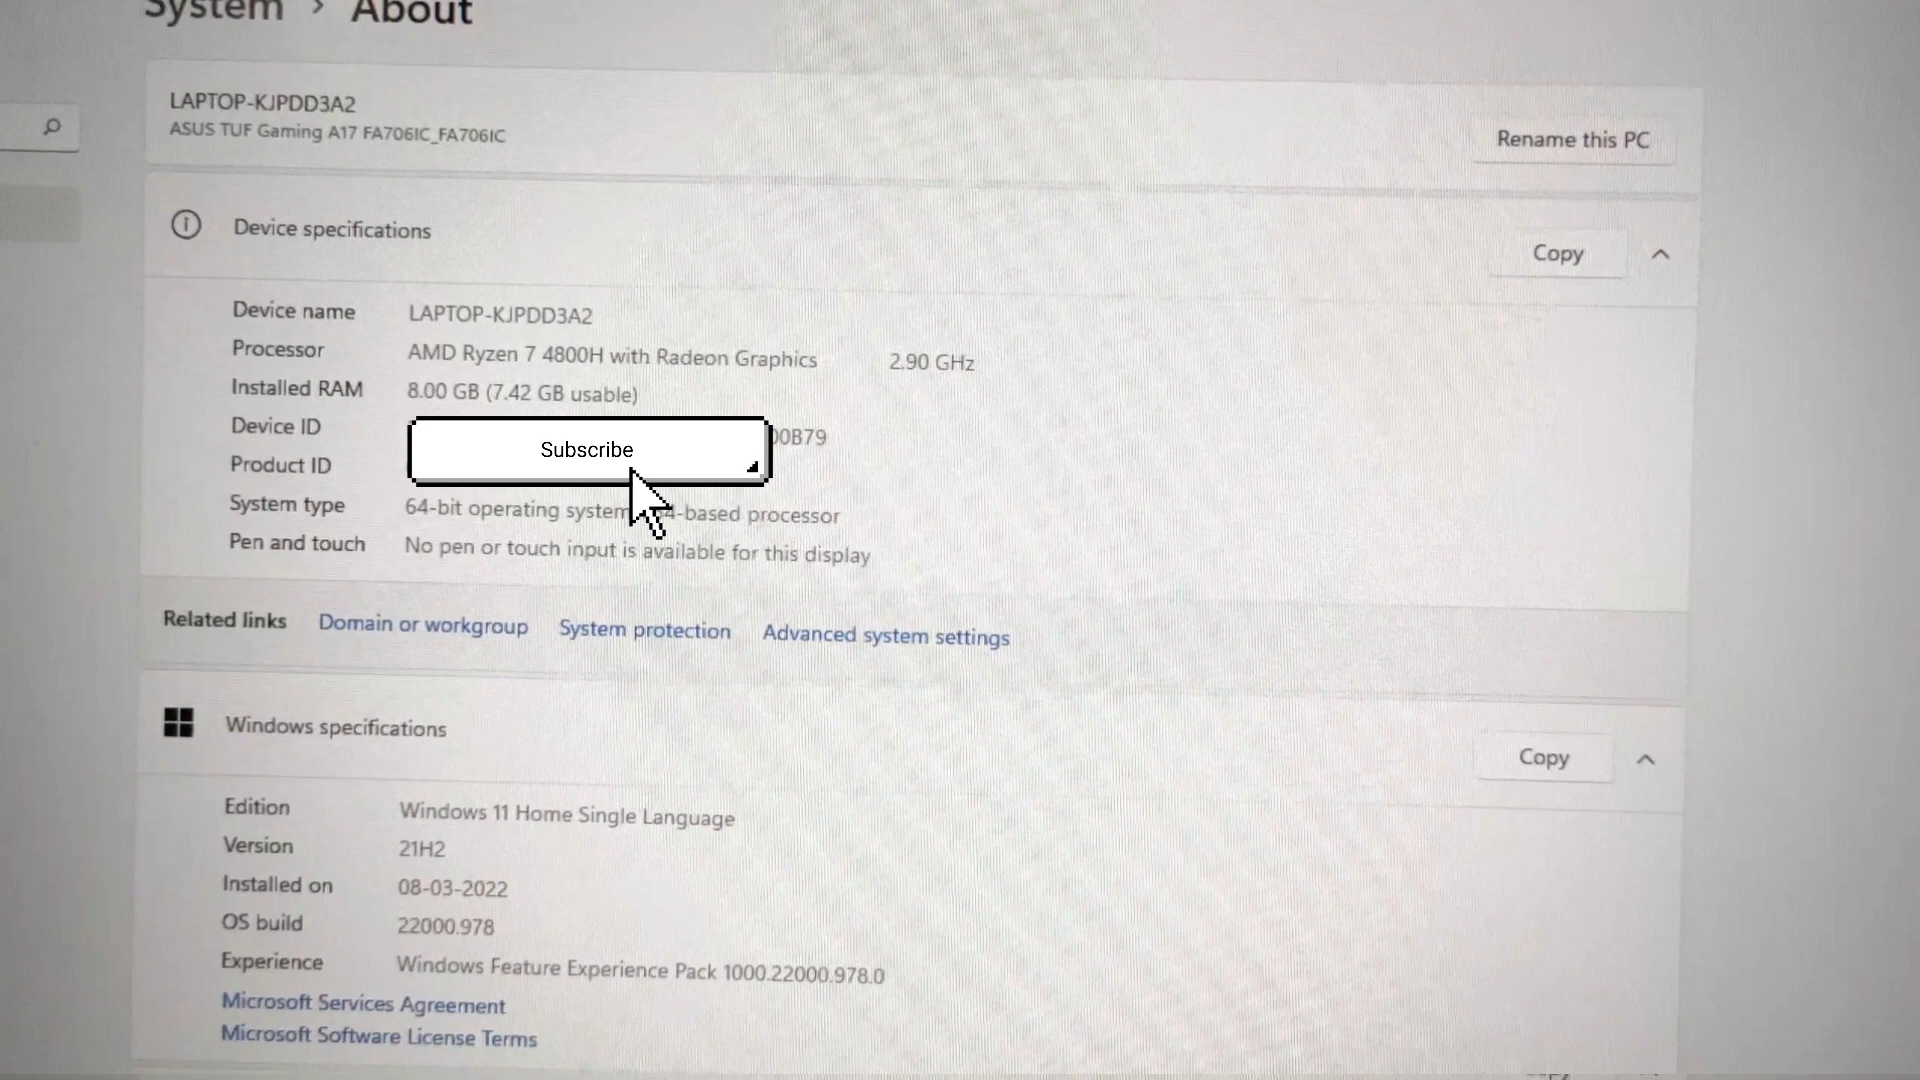 System > About
LAPTOP-KJPDD3A2
ASUS TUF Gaming A17 FA706IC_FA706IC
Rename this PC
Device specifications
Copy
Device name LAPTOP-KJPDD3A2
Processor AMD Ryzen 7 4800H with Radeon Graphics 2.90 GHz
Installed RAM 8.00 GB (7.42 GB usable)
Device ID 00B79
Subscribe
Product ID
System type 64-bit operating system 4-based processor
Pen and touch No pen or touch input is available for this display
Related links Domain or workgroup System protection Advanced system settings
Windows specifications
Copy
Edition Windows 11 Home Single Language
Version 21H2
Installed on 08-03-2022
OS build 22000.978
Experience Windows Feature Experience Pack 1000.22000.978.0
Microsoft Services Agreement
Microsoft Software License Terms